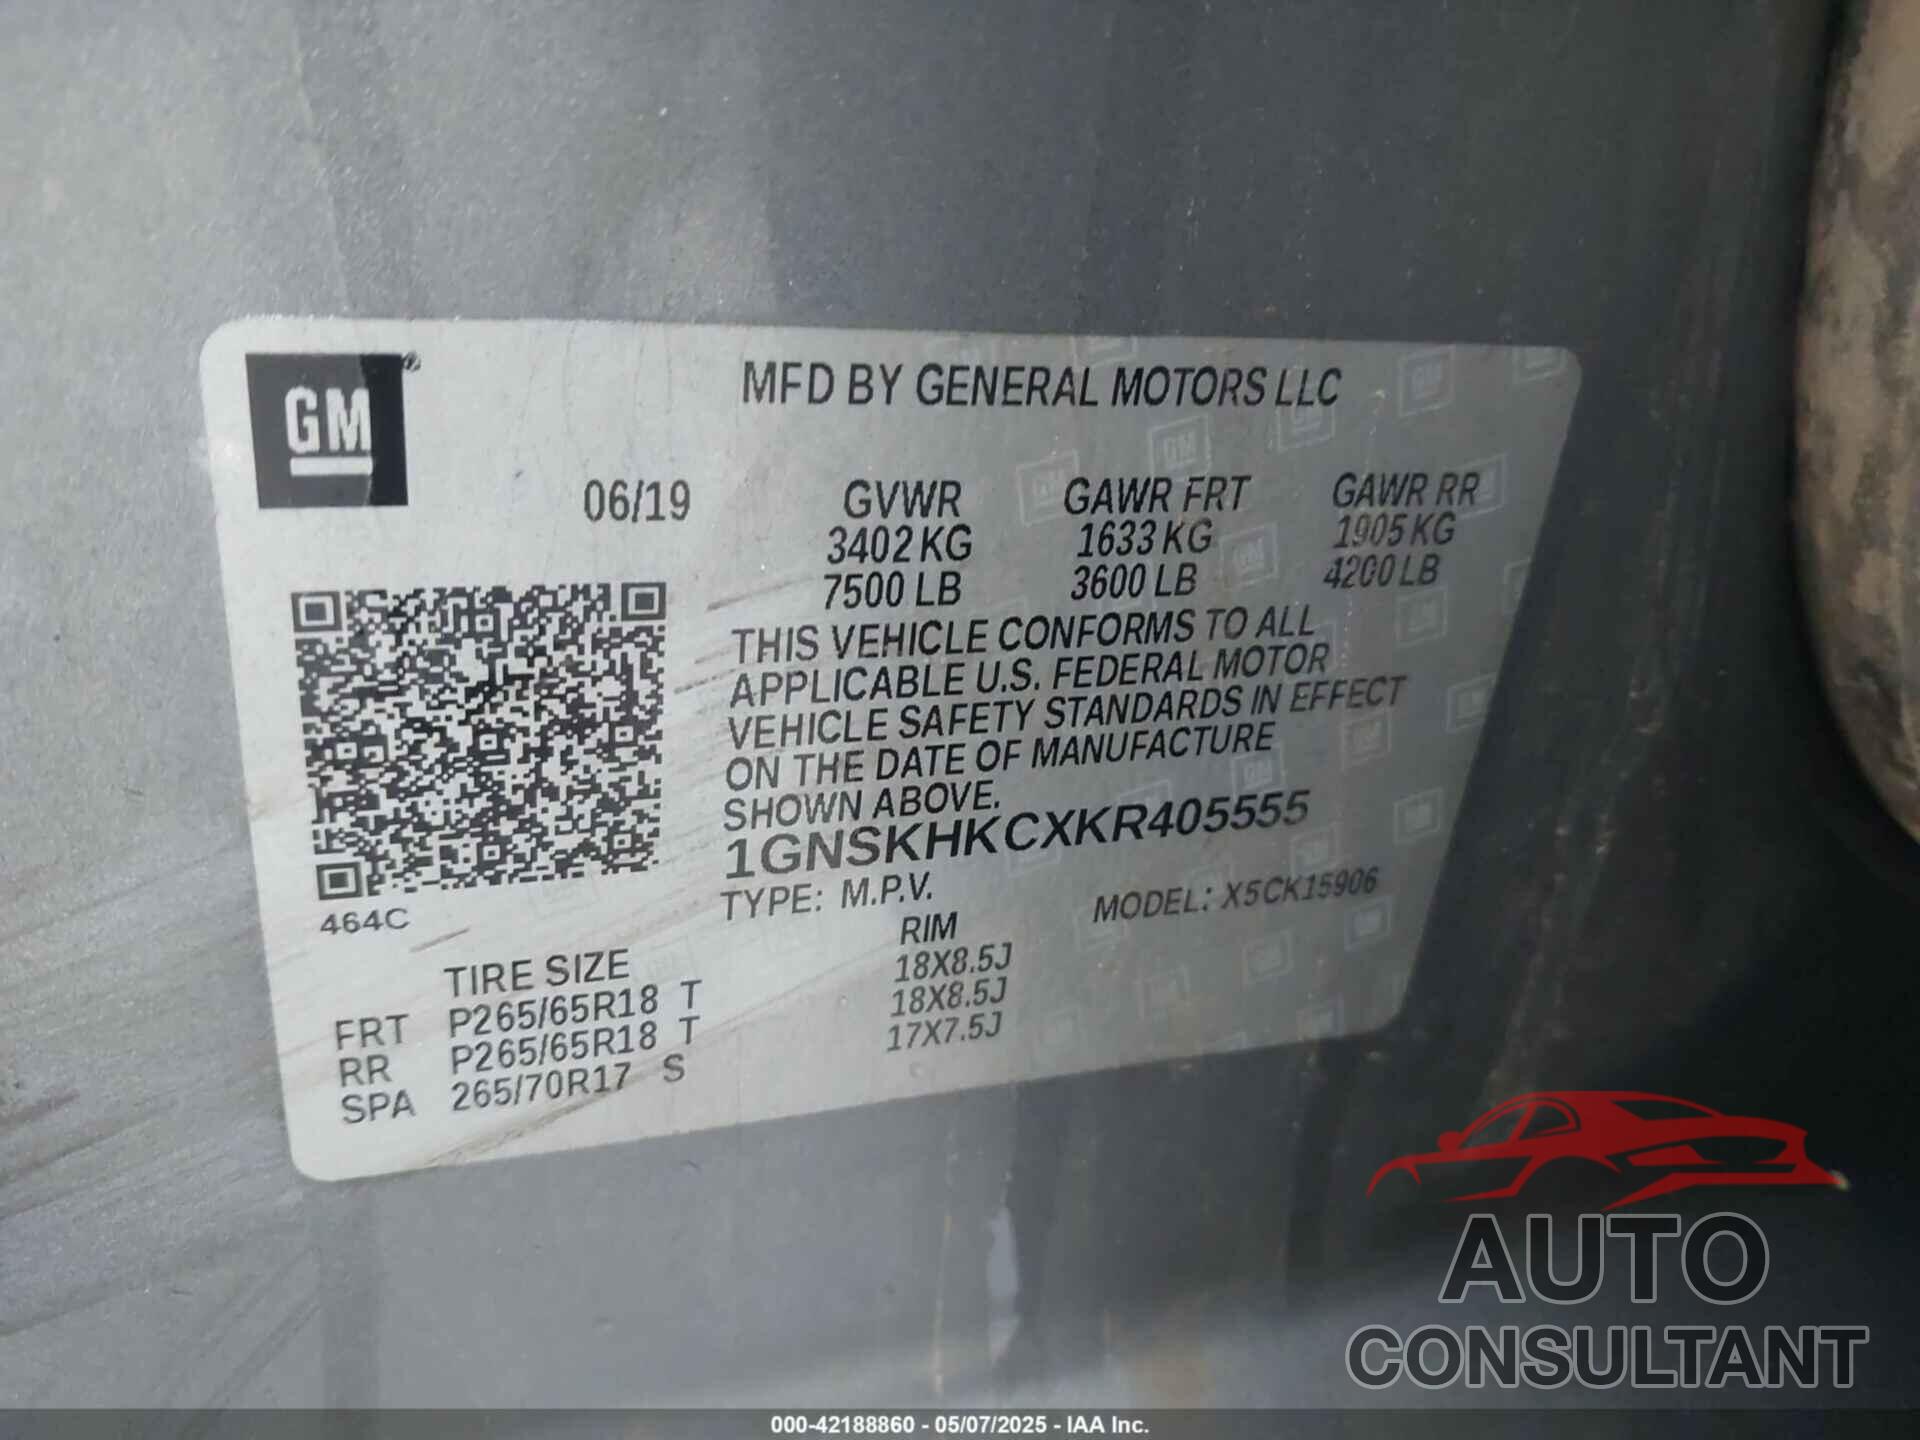 GM®
MFD BY GENERAL MOTORS LLC
06/19 GVWR GAWR FRT GAWR RR
3402 KG 1633 KG 1905 KG
7500 LB 3600 LB 4200 LB
THIS VEHICLE CONFORMS TO ALL
APPLICABLE U.S. FEDERAL MOTOR
VEHICLE SAFETY STANDARDS IN EFFECT
ON THE DATE OF MANUFACTURE
SHOWN ABOVE.
1GNSKHKCXKR405555
TYPE: M.P.V. MODEL: X5CK15906
464C
TIRE SIZE RIM
FRT P265/65R18 T 18X8.5J
RR P265/65R18 T 18X8.5J
SPA 265/70R17 S 17X7.5J
AUTO
CONSULTANT
000-42188860 - 05/07/2025 - IAA Inc.